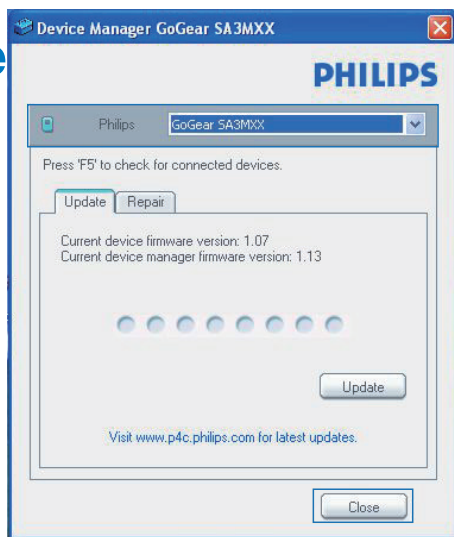 Device Manager GoGear SA3MXX
e
PHILIPS
Philips GoGear SA3MXX
Press 'F5' to check for connected devices.
Update Repair
Current device firmware version: 1.07
Current device manager firmware version: 1.13
Update
Visit www.p4c.philips.com for latest updates.
Close